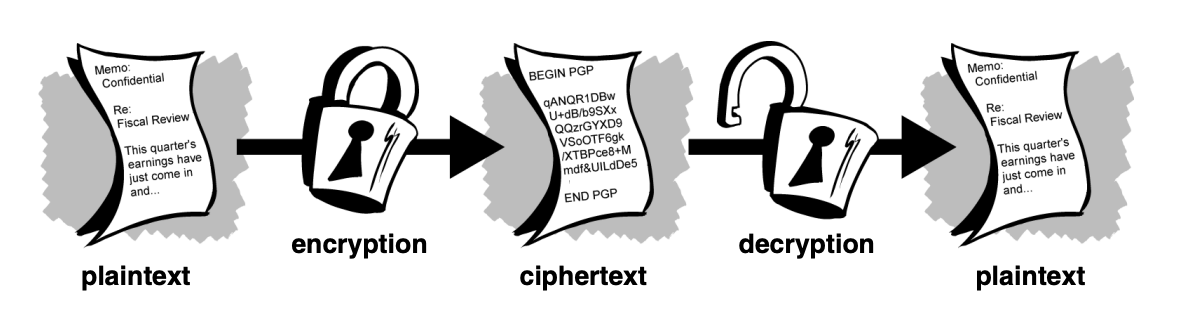 Memo:
Confidential
Re:
Fiscal Review
This quarter's
earnings have
just come in
and...
plaintext
encryption
BEGIN PGP
qANQR1DBw
U+dB/b9SXx
QQzrGYXD9
VSoOTF6gk
/XTBPce8+M
mdf&UILdDe5
END PGP
ciphertext
decryption
Memo:
Confidential
Re:
Fiscal Review
This quarter's
earnings have
just come in
and...
plaintext